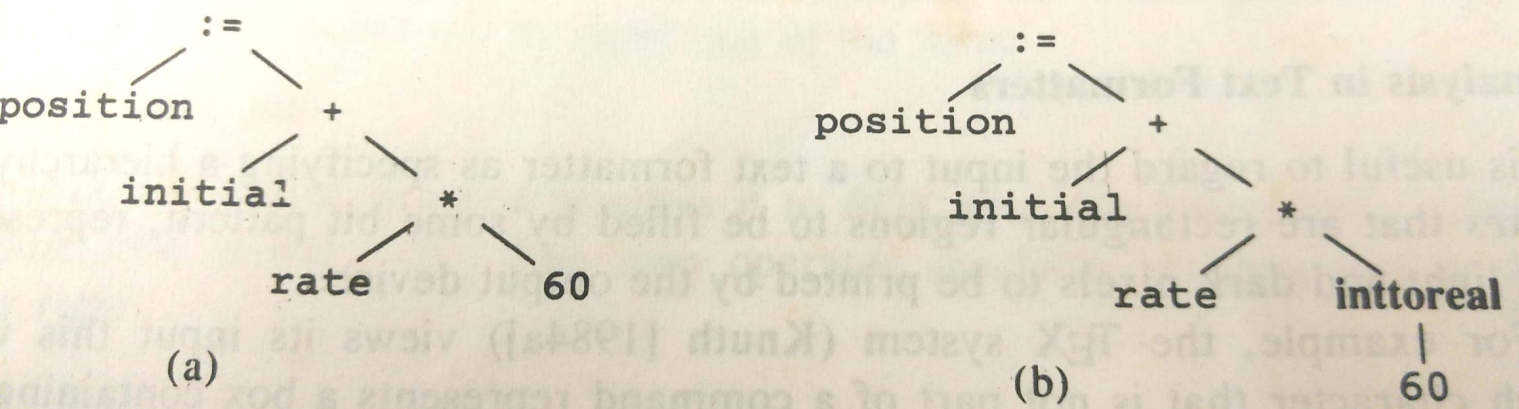 :=
position +
initial *
rate 60
(a)
:=
position +
initial *
rate inttoreal
60
(b)